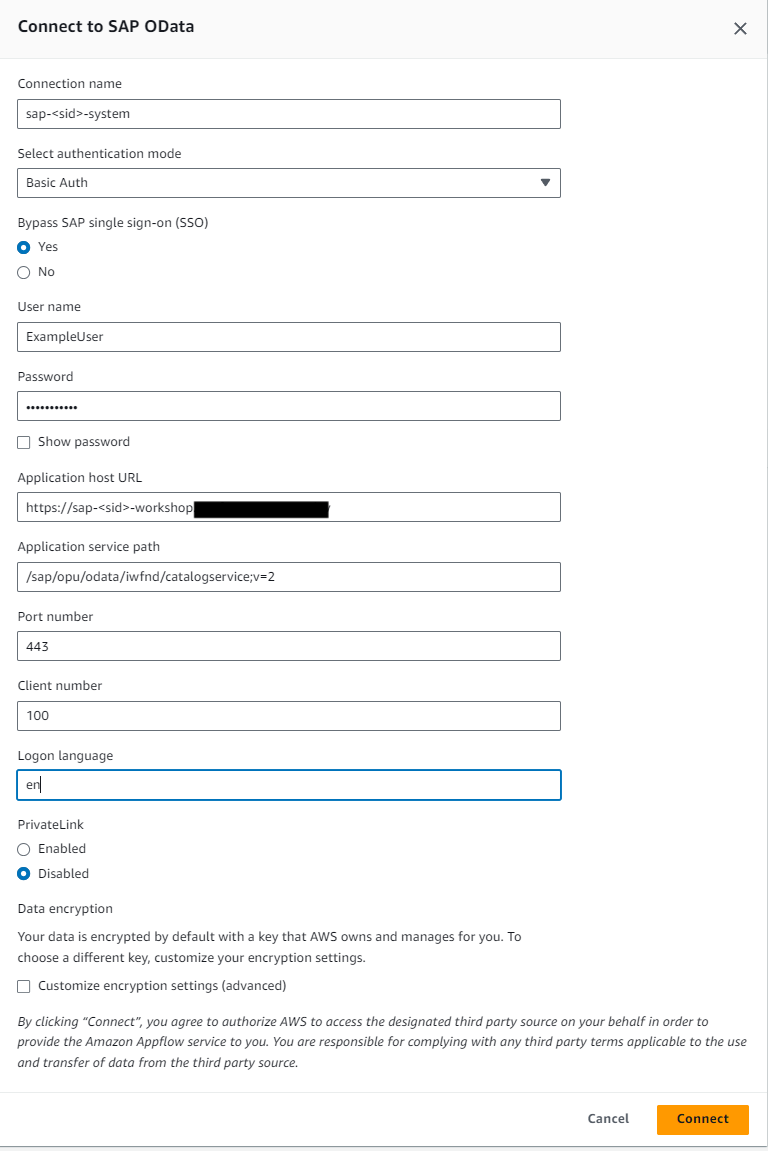 Connect to SAP OData
Connection name
sap-<sid>-system
Select authentication mode
Basic Auth
Bypass SAP single sign-on (SSO)
Yes
No
User name
ExampleUser
Password
•••••••••••
Show password
Application host URL
https://sap-<sid>-workshop
Application service path
/sap/opu/odata/iwfnd/catalogservice;v=2
Port number
443
Client number
100
Logon language
en
PrivateLink
Enabled
Disabled
Data encryption
Your data is encrypted by default with a key that AWS owns and manages for you. To
choose a different key, customize your encryption settings.
Customize encryption settings (advanced)
By clicking “Connect”, you agree to authorize AWS to access the designated third party source on your behalf in order to
provide the Amazon Appflow service to you. You are responsible for complying with any third party terms applicable to the use
and transfer of data from the third party source.
Cancel
Connect